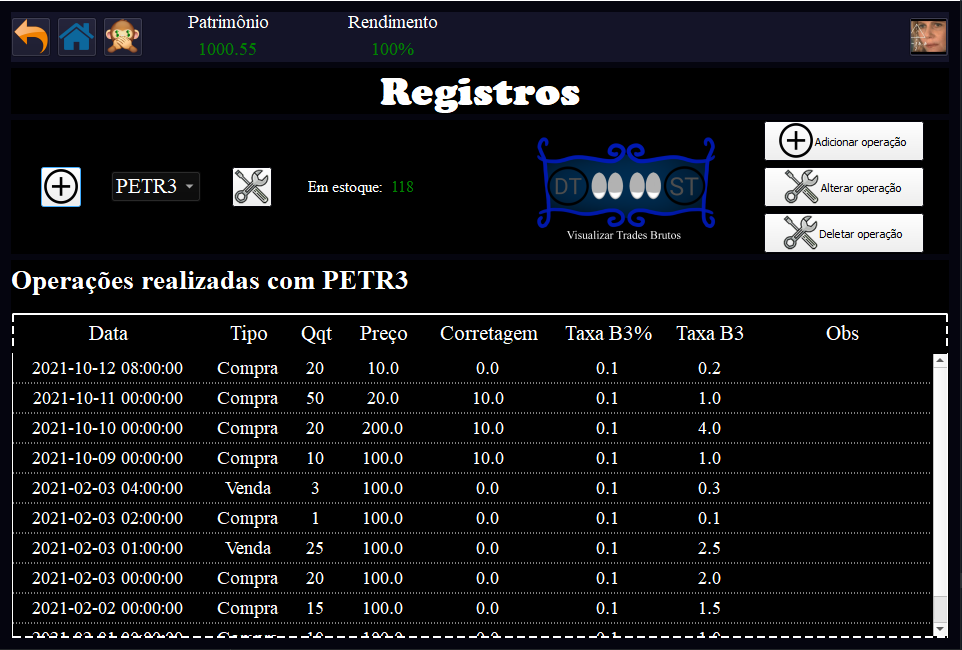 Patrimônio Rendimento
1000.55 100%
Registros
PETR3 Em estoque: 118
DT ST
Visualizar Trades Brutos
Adicionar operação
Alterar operação
Deletar operação
Operações realizadas com PETR3
Data Tipo Qqt Preço Corretagem Taxa B3% Taxa B3 Obs
2021-10-12 08:00:00 Compra 20 10.0 0.0 0.1 0.2
2021-10-11 00:00:00 Compra 50 20.0 10.0 0.1 1.0
2021-10-10 00:00:00 Compra 20 200.0 10.0 0.1 4.0
2021-10-09 00:00:00 Compra 10 100.0 10.0 0.1 1.0
2021-02-03 04:00:00 Venda 3 100.0 0.0 0.1 0.3
2021-02-03 02:00:00 Compra 1 100.0 0.0 0.1 0.1
2021-02-03 01:00:00 Venda 25 100.0 0.0 0.1 2.5
2021-02-03 00:00:00 Compra 20 100.0 0.0 0.1 2.0
2021-02-02 00:00:00 Compra 15 100.0 0.0 0.1 1.5